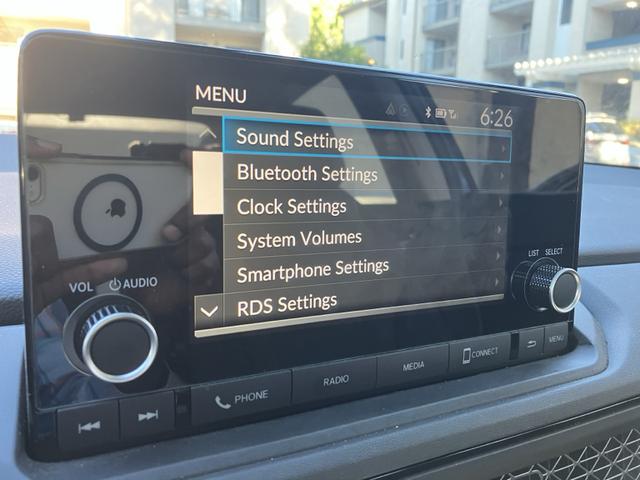 MENU
6:26
Sound Settings
Bluetooth Settings
Clock Settings
System Volumes
Smartphone Settings
RDS Settings
VOL AUDIO
LIST SELECT
PHONE
RADIO
MEDIA
CONNECT
MENU